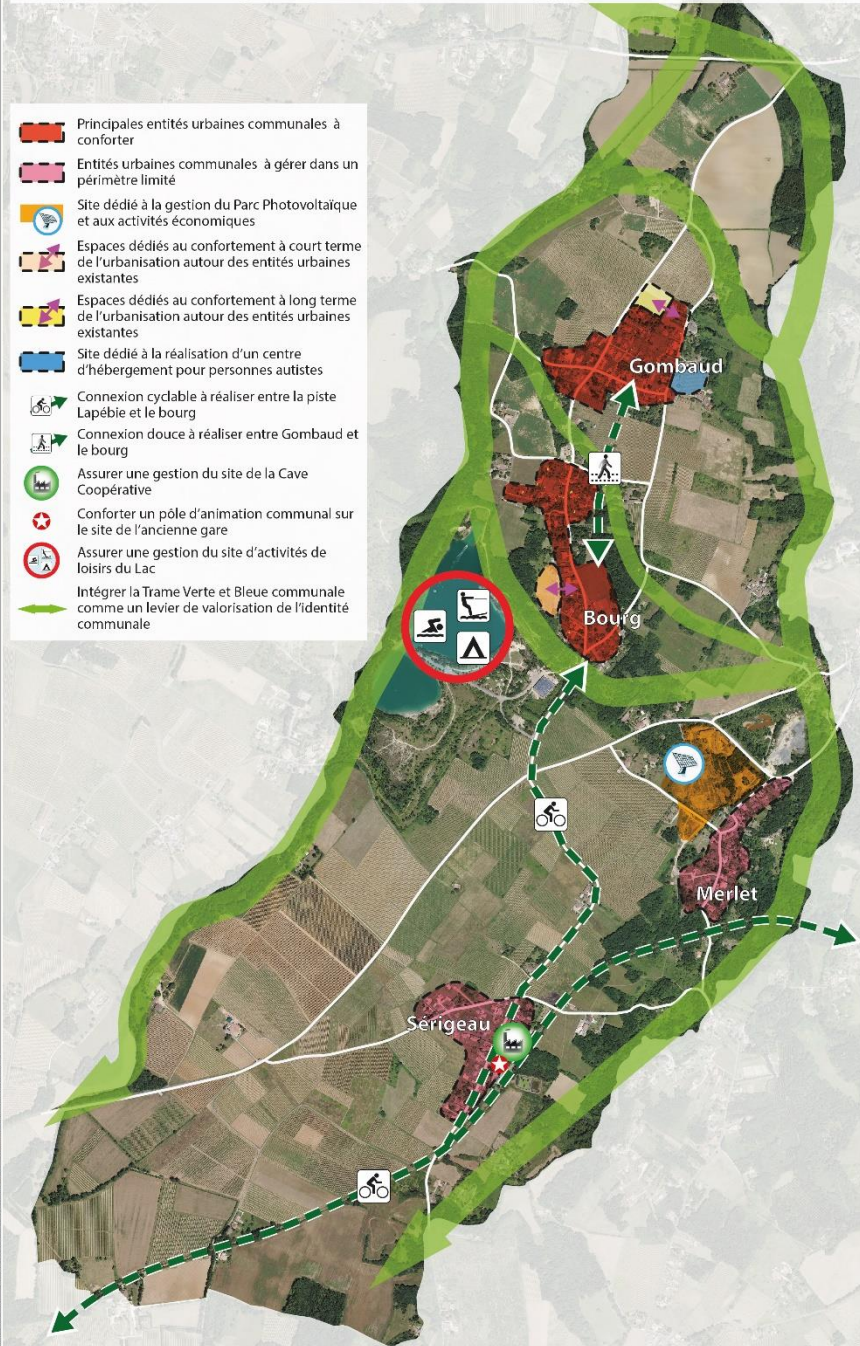 Principales entités urbaines communales à
conforter
Entités urbaines communales à gérer dans un
périmètre limité
Site dédié à la gestion du Parc Photovoltaïque
et aux activités économiques
Espaces dédiés au confortement à court terme
de l'urbanisation autour des entités urbaines
existantes
Espaces dédiés au confortement à long terme
de l'urbanisation autour des entités urbaines
existantes
Site dédié à la réalisation d'un centre
d'hébergement pour personnes autistes
Connexion cyclable à réaliser entre la piste
Lapébie et le bourg
Connexion douce à réaliser entre Gombaud et
le bourg
Assurer une gestion du site de la Cave
Coopérative
Conforter un pôle d'animation communal sur
le site de l'ancienne gare
Assurer une gestion du site d'activités de
loisirs du Lac
Intégrer la Trame Verte et Bleue communale
comme un levier de valorisation de l'identité
communale
Gombaud
Bourg
Merlet
Sérigeau